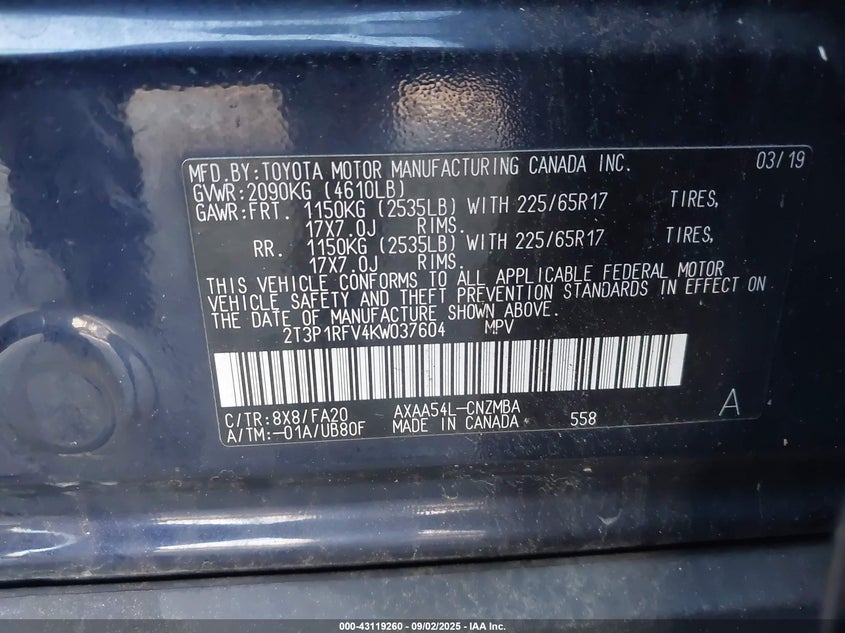 MFD.BY:TOYOTA MOTOR MANUFACTURING CANADA INC. 03/19
GVWR:2090KG (4610LB)
GAWR:FRT. 1150KG (2535LB) WITH 225/65R17 TIRES,
17X7.0J RIMS.
RR. 1150KG (2535LB) WITH 225/65R17 TIRES,
17X7.0J RIMS.
THIS VEHICLE CONFORMS TO ALL APPLICABLE FEDERAL MOTOR
VEHICLE SAFETY AND THEFT PREVENTION STANDARDS IN EFFECT ON
THE DATE OF MANUFACTURE SHOWN ABOVE.
2T3P1RFV4KW037604 MPV
C/TR:8X8/FA20 AXAA54L-CNZMBA A
A/TM:-01A/UB80F MADE IN CANADA 558
000-43119260 - 09/02/2025 - IAA Inc.